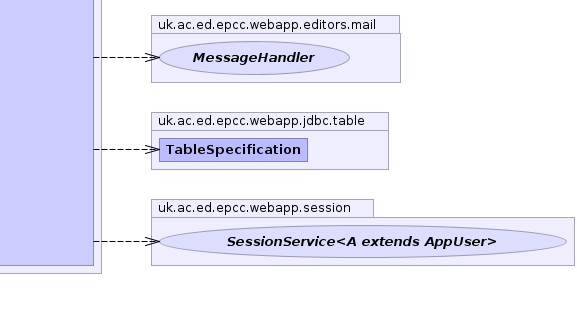 uk.ac.ed.epcc.webapp.editors.mail
MessageHandler
uk.ac.ed.epcc.webapp.jdbc.table
TableSpecification
uk.ac.ed.epcc.webapp.session
SessionService<A extends AppUser>